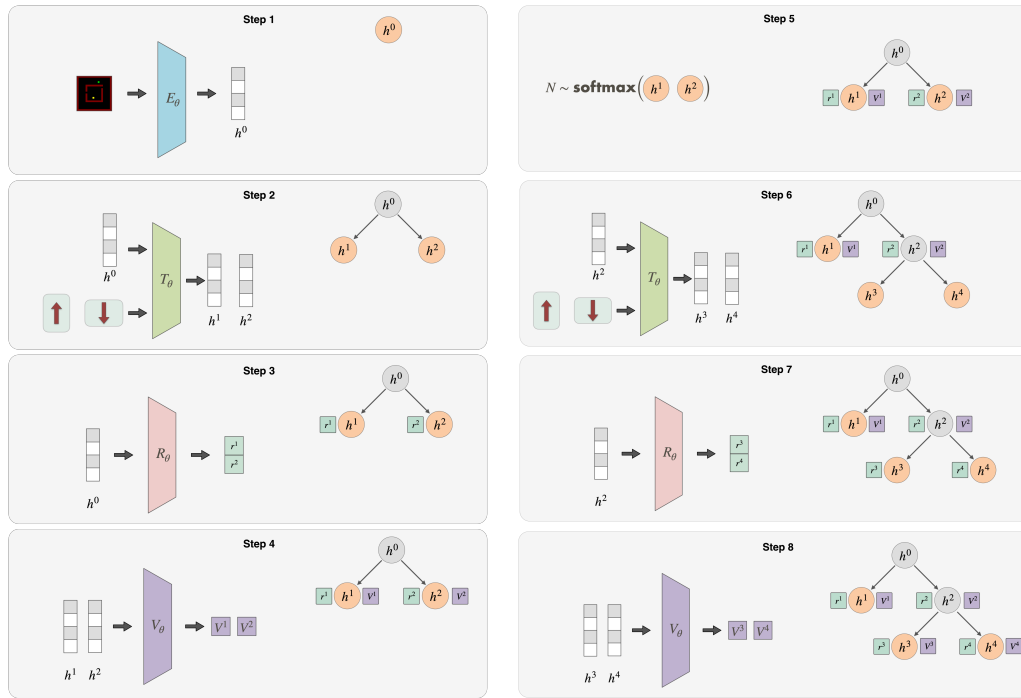 Step 1
h⁰
E_θ
h⁰
Step 2
h⁰
h¹ h²
h⁰
T_θ
h¹ h²
Step 3
h⁰
r¹ h¹ r² h²
R_θ
r¹
r²
h⁰
Step 4
h⁰
r¹ h¹ V¹ r² h² V²
V_θ
V¹ V²
h¹ h²
Step 5
h⁰
N ~ softmax( h¹ h² )
r¹ h¹ V¹ r² h² V²
Step 6
h⁰
r¹ h¹ V¹ r² h² V²
h²
T_θ
h³ h⁴
h³ h⁴
Step 7
h⁰
r¹ h¹ V¹ r² h² V²
R_θ
r³
r⁴
r³ h³ r⁴ h⁴
h²
Step 8
h⁰
r¹ h¹ V¹ r² h² V²
V_θ
V³ V⁴
r³ h³ V³ r⁴ h⁴ V⁴
h³ h⁴